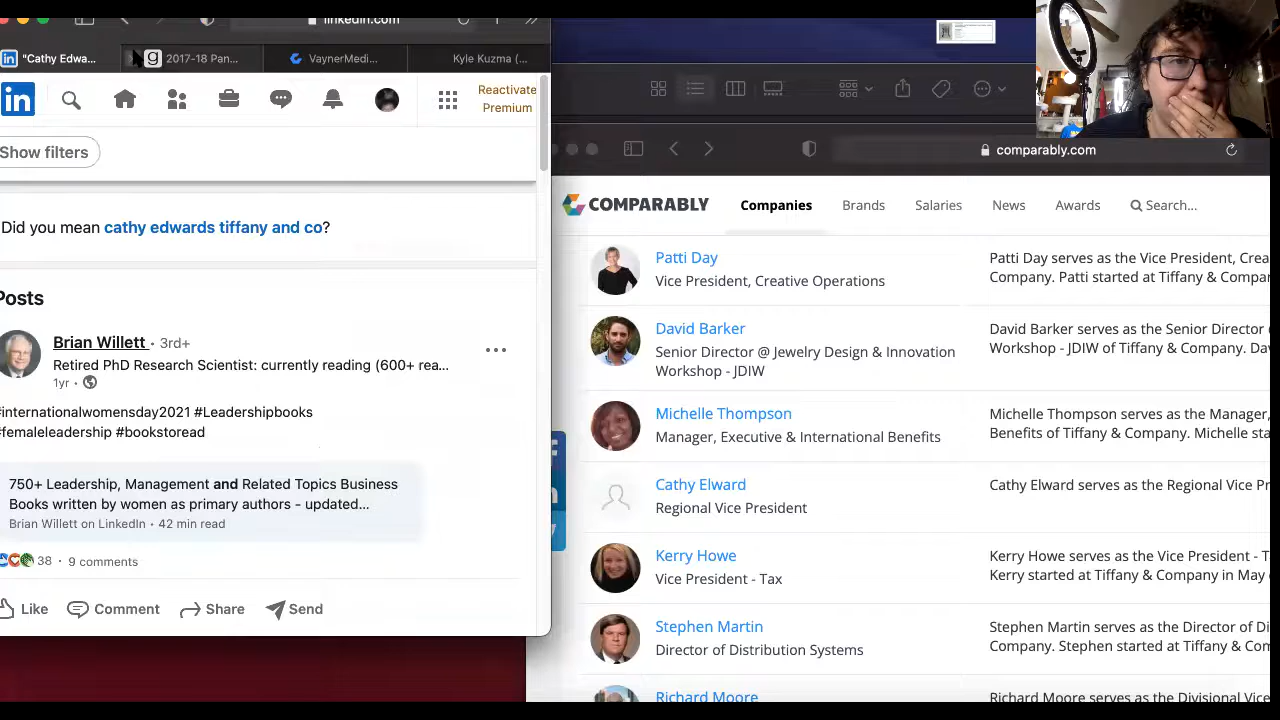 linkedin.com
"Cathy Edwa...
2017-18 Pan...
VaynerMedi...
Kyle Kuzma (...
in
Reactivate
Premium
Show filters
Did you mean cathy edwards tiffany and co?
Posts
Brian Willett • 3rd+
Retired PhD Research Scientist: currently reading (600+ rea...
1yr •
#internationalwomensday2021 #Leadershipbooks
#femaleleadership #bookstoread
750+ Leadership, Management and Related Topics Business
Books written by women as primary authors - updated...
Brian Willett on LinkedIn • 42 min read
38 • 9 comments
Like
Comment
Share
Send
comparably.com
COMPARABLY
Companies
Brands
Salaries
News
Awards
Search...
Patti Day
Vice President, Creative Operations
Patti Day serves as the Vice President, Crea
Company. Patti started at Tiffany & Compan
David Barker
Senior Director @ Jewelry Design & Innovation
Workshop - JDIW
David Barker serves as the Senior Director
Workshop - JDIW of Tiffany & Co. Da
Michelle Thompson
Manager, Executive & International Benefits
Michelle Thompson serves as the Manager,
Benefits of Tiffany & Company. Michelle sta
Cathy Elward
Regional Vice President
Cathy Elward serves as the Regional Vice Pr
Kerry Howe
Vice President - Tax
Kerry Howe serves as the Vice President - T
Kerry started at Tiffany & Company in May
Stephen Martin
Director of Distribution Systems
Stephen Martin serves as the Director of Di
Company. Stephen started at Tiffany & Com
Richard Moore
Richard Moore serves as the Divisional Vice